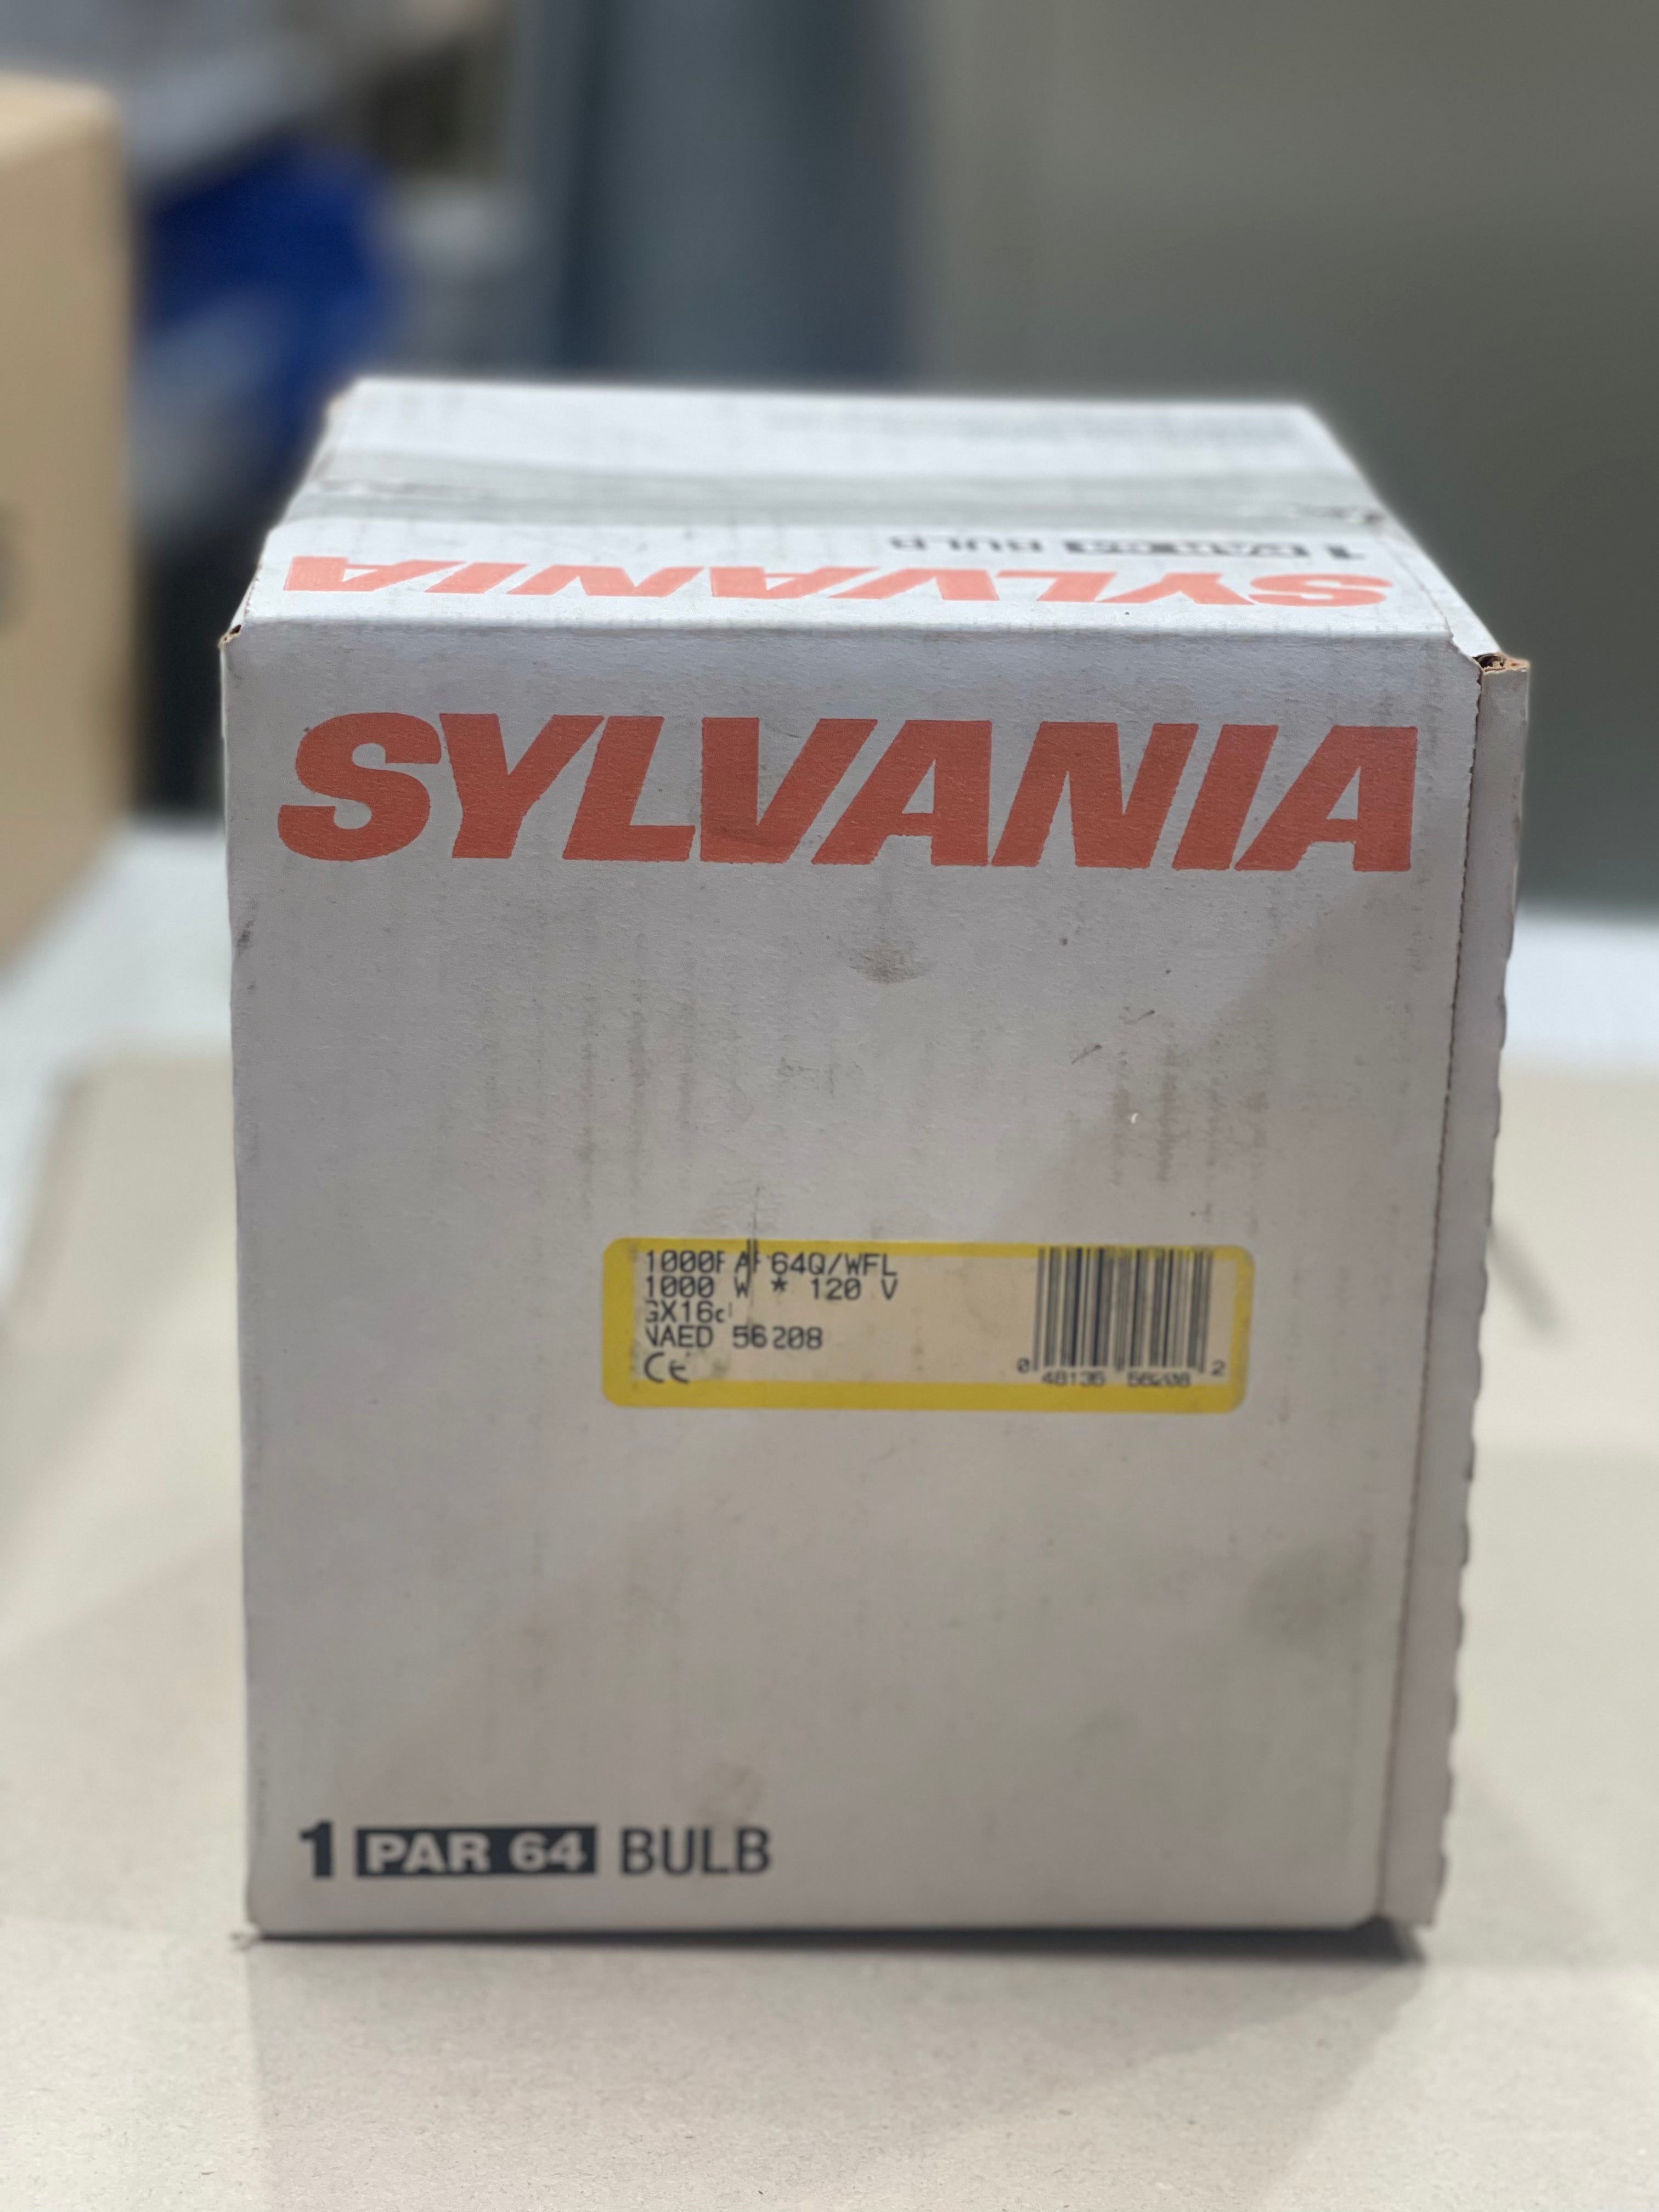 SYLVANIA
1 PAR 64 BULB
SYLVANIA
1000PAR64Q/WFL
1000 W * 120 V
GX16d
NAED 56208
CE
0 48135 56208 2
1 PAR 64 BULB